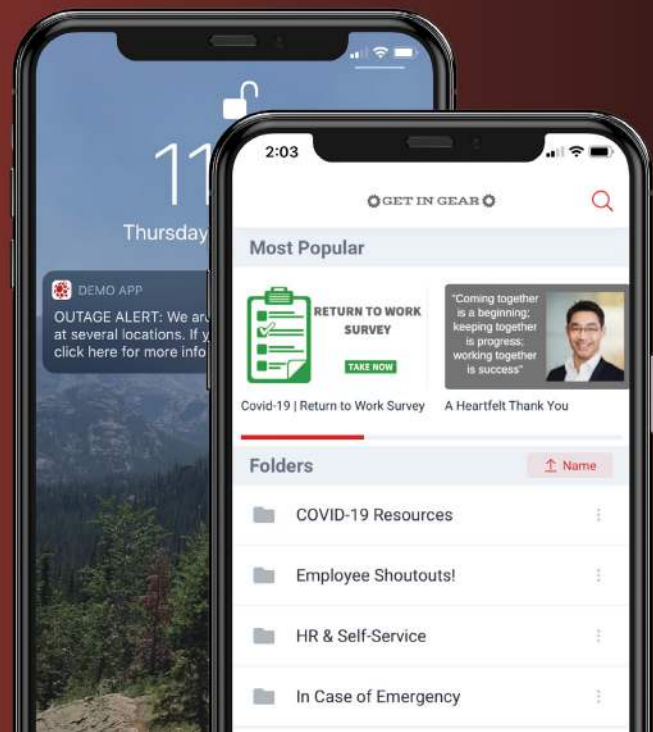 11
Thursday
DEMO APP
OUTAGE ALERT: We are
at several locations. If y
click here for more info
2:03
GET IN GEAR
Most Popular
RETURN TO WORK
SURVEY
TAKE NOW
Covid-19 | Return to Work Survey
"Coming together
is a beginning;
keeping together
is progress;
working together
is success"
A Heartfelt Thank You
Folders
Name
COVID-19 Resources
Employee Shoutouts!
HR & Self-Service
In Case of Emergency